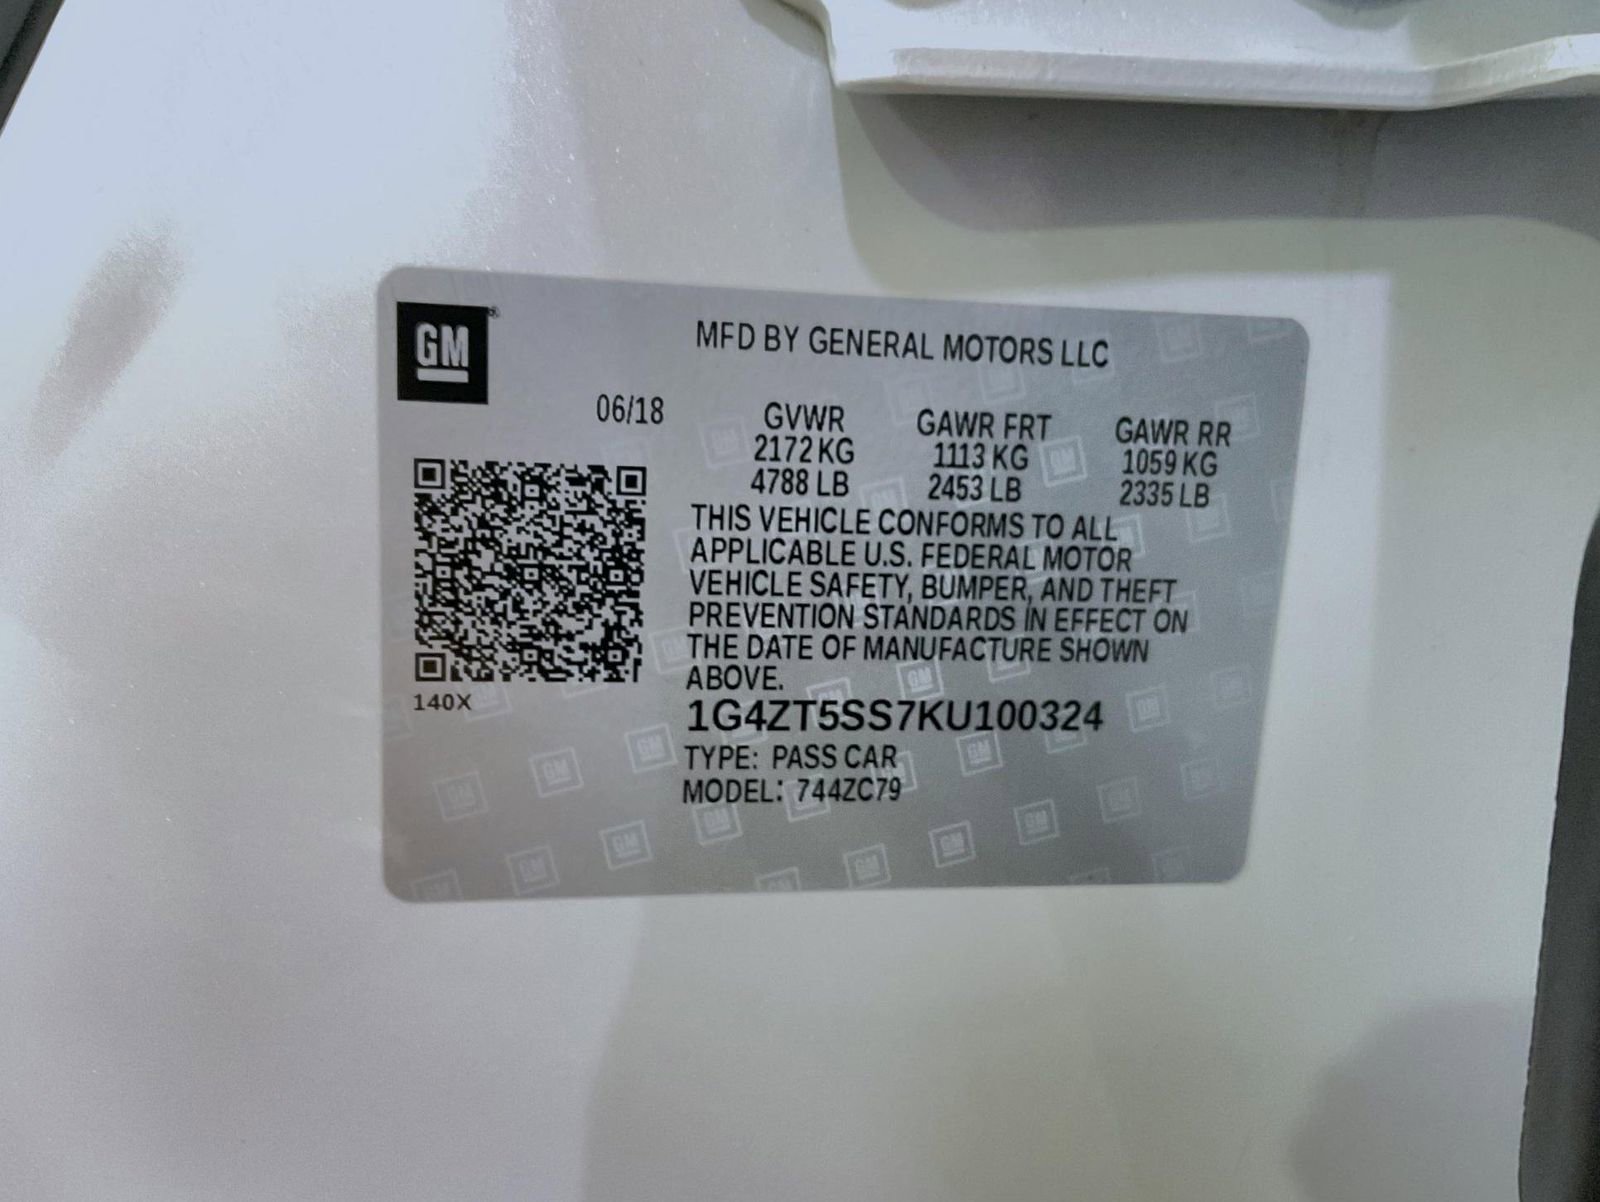 GM
MFD BY GENERAL MOTORS LLC
06/18
GVWR GAWR FRT GAWR RR
2172 KG 1113 KG 1059 KG
4788 LB 2453 LB 2335 LB
THIS VEHICLE CONFORMS TO ALL
APPLICABLE U.S. FEDERAL MOTOR
VEHICLE SAFETY, BUMPER, AND THEFT
PREVENTION STANDARDS IN EFFECT ON
THE DATE OF MANUFACTURE SHOWN
ABOVE.
140X
1G4ZT5SS7KU100324
TYPE: PASS CAR
MODEL: 744ZC79